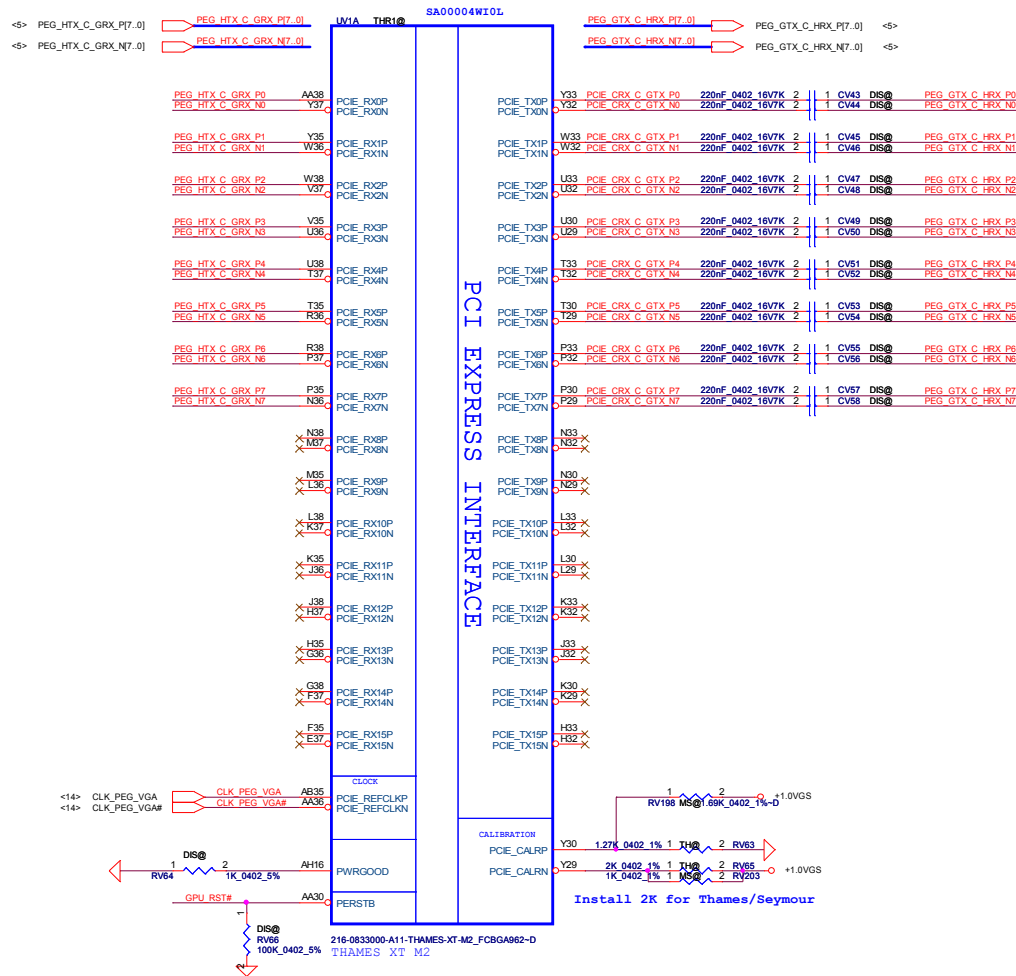 SA00004WI0L
UV1A THR1@
<5> PEG_HTX_C_GRX_P[7..0] PEG_HTX_C_GRX_P[7..0]
<5> PEG_HTX_C_GRX_N[7..0] PEG_HTX_C_GRX_N[7..0]
PEG_GTX_C_HRX_P[7..0] PEG_GTX_C_HRX_P[7..0] <5>
PEG_GTX_C_HRX_N[7..0] PEG_GTX_C_HRX_N[7..0] <5>
PEG_HTX_C_GRX_P0 AA38 PCIE_RX0P PCIE_TX0P Y33 PCIE_CRX_C_GTX_P0 220nF_0402_16V7K 2 1 CV43 DIS@ PEG_GTX_C_HRX_P0
PEG_HTX_C_GRX_N0 Y37 PCIE_RX0N PCIE_TX0N Y32 PCIE_CRX_C_GTX_N0 220nF_0402_16V7K 2 1 CV44 DIS@ PEG_GTX_C_HRX_N0
PEG_HTX_C_GRX_P1 Y35 PCIE_RX1P PCIE_TX1P W33 PCIE_CRX_C_GTX_P1 220nF_0402_16V7K 2 1 CV45 DIS@ PEG_GTX_C_HRX_P1
PEG_HTX_C_GRX_N1 W36 PCIE_RX1N PCIE_TX1N W32 PCIE_CRX_C_GTX_N1 220nF_0402_16V7K 2 1 CV46 DIS@ PEG_GTX_C_HRX_N1
PEG_HTX_C_GRX_P2 W38 PCIE_RX2P PCIE_TX2P U33 PCIE_CRX_C_GTX_P2 220nF_0402_16V7K 2 1 CV47 DIS@ PEG_GTX_C_HRX_P2
PEG_HTX_C_GRX_N2 V37 PCIE_RX2N PCIE_TX2N U32 PCIE_CRX_C_GTX_N2 220nF_0402_16V7K 2 1 CV48 DIS@ PEG_GTX_C_HRX_N2
PEG_HTX_C_GRX_P3 V35 PCIE_RX3P PCIE_TX3P U30 PCIE_CRX_C_GTX_P3 220nF_0402_16V7K 2 1 CV49 DIS@ PEG_GTX_C_HRX_P3
PEG_HTX_C_GRX_N3 U36 PCIE_RX3N PCIE_TX3N U29 PCIE_CRX_C_GTX_N3 220nF_0402_16V7K 2 1 CV50 DIS@ PEG_GTX_C_HRX_N3
PEG_HTX_C_GRX_P4 U38 PCIE_RX4P PCIE_TX4P T33 PCIE_CRX_C_GTX_P4 220nF_0402_16V7K 2 1 CV51 DIS@ PEG_GTX_C_HRX_P4
PEG_HTX_C_GRX_N4 T37 PCIE_RX4N PCIE_TX4N T32 PCIE_CRX_C_GTX_N4 220nF_0402_16V7K 2 1 CV52 DIS@ PEG_GTX_C_HRX_N4
PEG_HTX_C_GRX_P5 T35 PCIE_RX5P PCIE_TX5P T30 PCIE_CRX_C_GTX_P5 220nF_0402_16V7K 2 1 CV53 DIS@ PEG_GTX_C_HRX_P5
PEG_HTX_C_GRX_N5 R36 PCIE_RX5N PCIE_TX5N T29 PCIE_CRX_C_GTX_N5 220nF_0402_16V7K 2 1 CV54 DIS@ PEG_GTX_C_HRX_N5
PEG_HTX_C_GRX_P6 R38 PCIE_RX6P PCIE_TX6P P33 PCIE_CRX_C_GTX_P6 220nF_0402_16V7K 2 1 CV55 DIS@ PEG_GTX_C_HRX_P6
PEG_HTX_C_GRX_N6 P37 PCIE_RX6N PCIE_TX6N P32 PCIE_CRX_C_GTX_N6 220nF_0402_16V7K 2 1 CV56 DIS@ PEG_GTX_C_HRX_N6
PEG_HTX_C_GRX_P7 P35 PCIE_RX7P PCIE_TX7P P30 PCIE_CRX_C_GTX_P7 220nF_0402_16V7K 2 1 CV57 DIS@ PEG_GTX_C_HRX_P7
PEG_HTX_C_GRX_N7 N36 PCIE_RX7N PCIE_TX7N P29 PCIE_CRX_C_GTX_N7 220nF_0402_16V7K 2 1 CV58 DIS@ PEG_GTX_C_HRX_N7
PCI EXPRESS INTERFACE
N38 PCIE_RX8P PCIE_TX8P N33
M37 PCIE_RX8N PCIE_TX8N N32
M35 PCIE_RX9P PCIE_TX9P N30
L36 PCIE_RX9N PCIE_TX9N N29
L38 PCIE_RX10P PCIE_TX10P L33
K37 PCIE_RX10N PCIE_TX10N L32
K35 PCIE_RX11P PCIE_TX11P L30
J36 PCIE_RX11N PCIE_TX11N L29
J38 PCIE_RX12P PCIE_TX12P K33
H37 PCIE_RX12N PCIE_TX12N K32
H35 PCIE_RX13P PCIE_TX13P J33
G36 PCIE_RX13N PCIE_TX13N J32
G38 PCIE_RX14P PCIE_TX14P K30
F37 PCIE_RX14N PCIE_TX14N K29
F35 PCIE_RX15P PCIE_TX15P H33
E37 PCIE_RX15N PCIE_TX15N H32
CLOCK
<14> CLK_PEG_VGA CLK_PEG_VGA AB35 PCIE_REFCLKP
<14> CLK_PEG_VGA# CLK_PEG_VGA# AA36 PCIE_REFCLKN
1 2 +1.0VGS
RV198 MS@ 1.69K_0402_1%~D
CALIBRATION
PCIE_CALRP Y30 1.27K_0402_1% 1 TH@ 2 RV63
PCIE_CALRN Y29 2K_0402_1% 1 TH@ 2 RV65 +1.0VGS
1K_0402_1% 1 MS@ 2 RV203
Install 2K for Thames/Seymour
DIS@
1 2 AH16 PWRGOOD
RV64 1K_0402_5%
GPU_RST# AA30 PERSTB
1
DIS@
RV66
100K_0402_5%
2
216-0833000-A11-THAMES-XT-M2_FCBGA962~D
THAMES XT M2